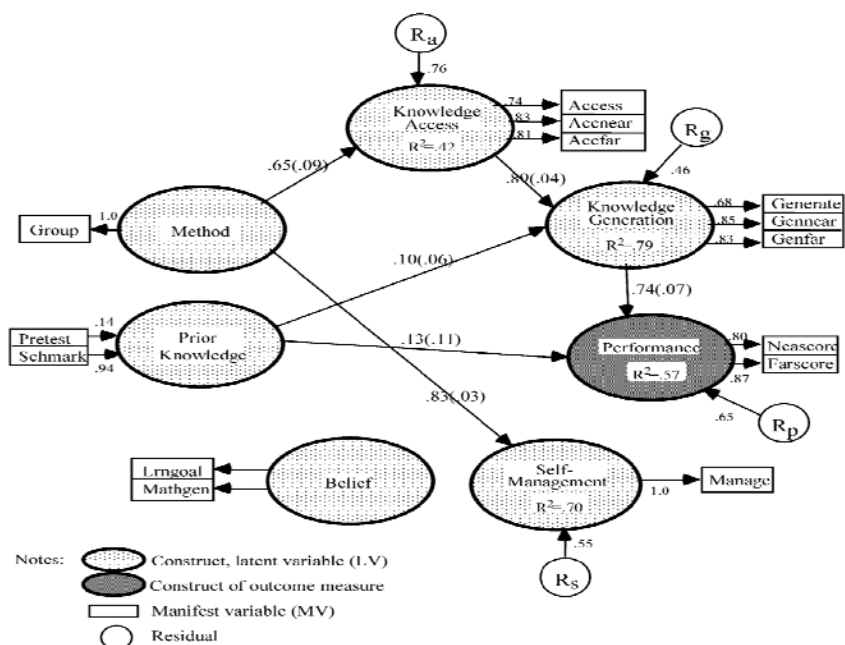 Ra
.76
Knowledge
Access
R²=.42
.74
.83
.81
Access
Accnear
Accfar
Rg
.46
.65(.09)
.89(.04)
Knowledge
Generation
R²=.79
.68
.85
.83
Generate
Gennear
Genfar
Group
1.0
Method
.10(.06)
.74(.07)
Pretest
Schmark
.14
.94
Prior
Knowledge
.13(.11)
Performance
R²=.57
.80
.87
Neascore
Farscore
.83(.03)
.65
Rp
Lrngoal
Mathgen
Belief
Self-
Management
R²=.70
1.0
Manage
.55
Rs
Notes:
Construct, latent variable (LV)
Construct of outcome measure
Manifest variable (MV)
Residual